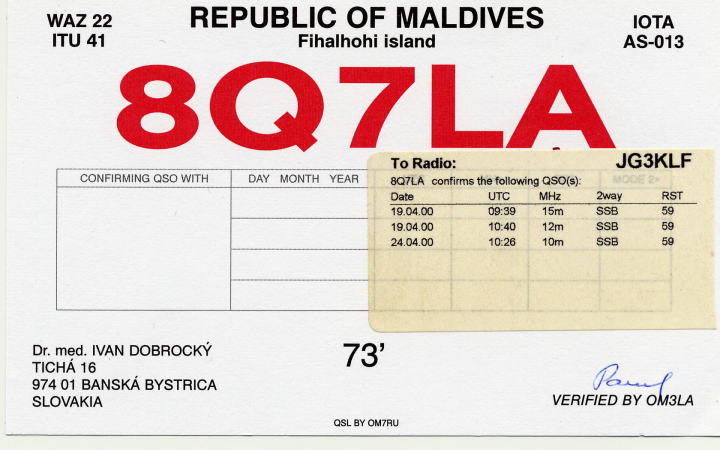 WAZ 22
ITU 41
REPUBLIC OF MALDIVES
Fihalhohi island
IOTA
AS-013
8Q7LA
CONFIRMING QSO WITH
DAY MONTH YEAR
MODE 2×
To Radio: JG3KLF
8Q7LA confirms the following QSO(s):
Date UTC MHz 2way RST
19.04.00 09:39 15m SSB 59
19.04.00 10:40 12m SSB 59
24.04.00 10:26 10m SSB 59
Dr. med. IVAN DOBROCKÝ
TICHÁ 16
974 01 BANSKÁ BYSTRICA
SLOVAKIA
73'
VERIFIED BY OM3LA
QSL BY OM7RU